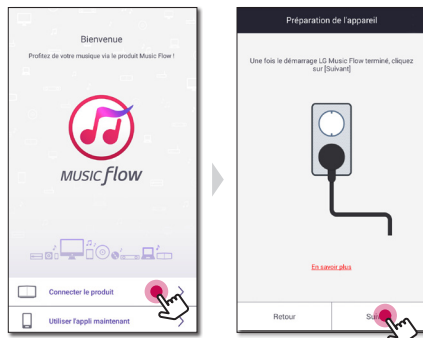 Bienvenue
Profitez de votre musique via le produit Music Flow !
MUSIC flow
Connecter le produit
Utiliser l'appli maintenant
Préparation de l'appareil
Une fois le démarrage LG Music Flow terminé, cliquez
sur [Suivant]
En savoir plus
Retour